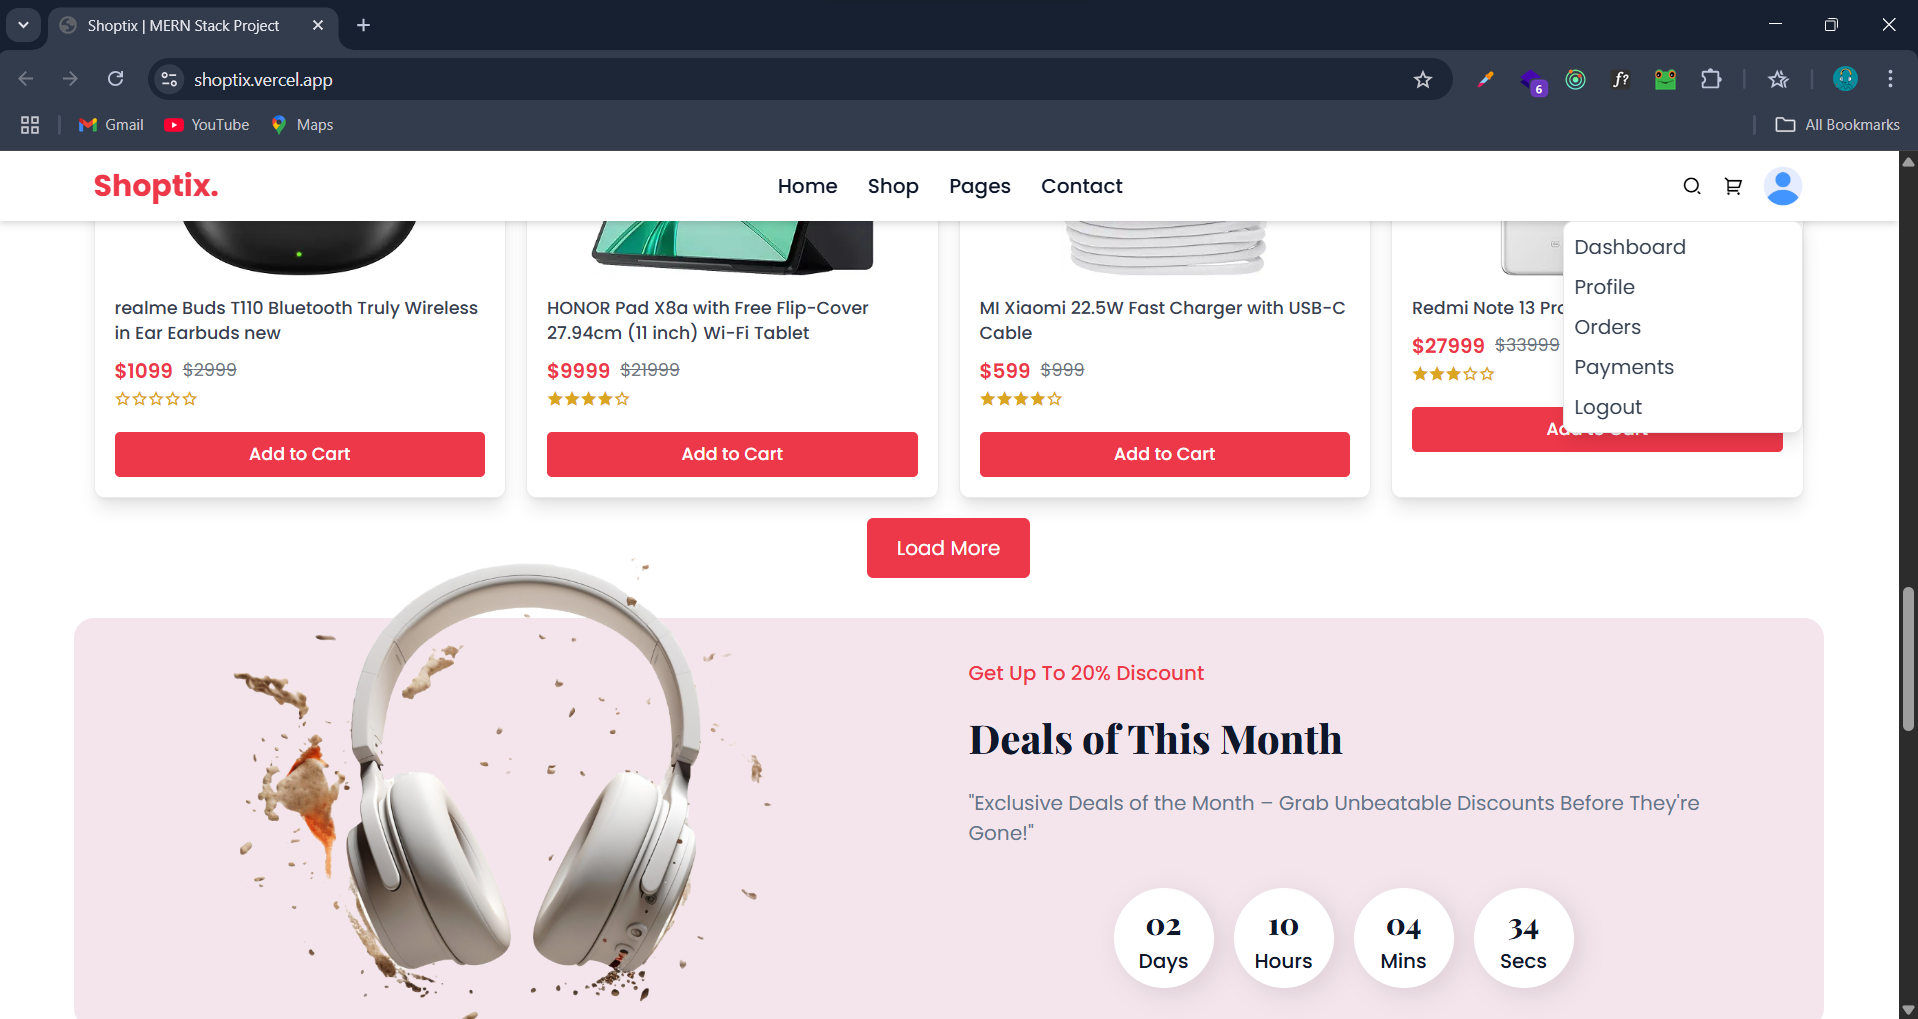 Shoptix | MERN Stack Project
shoptix.vercel.app
6
f?
Gmail
YouTube
Maps
All Bookmarks
Shoptix.
Home
Shop
Pages
Contact
Dashboard
Profile
Orders
Payments
Logout
realme Buds T110 Bluetooth Truly Wireless
in Ear Earbuds new
$1099 $2999
Add to Cart
HONOR Pad X8a with Free Flip-Cover
27.94cm (11 inch) Wi-Fi Tablet
$9999 $21999
Add to Cart
MI Xiaomi 22.5W Fast Charger with USB-C
Cable
$599 $999
Add to Cart
Redmi Note 13
$27999 $33999
Add to Cart
Load More
Get Up To 20% Discount
Deals of This Month
"Exclusive Deals of the Month – Grab Unbeatable Discounts Before They're
Gone!"
02
Days
10
Hours
04
Mins
34
Secs